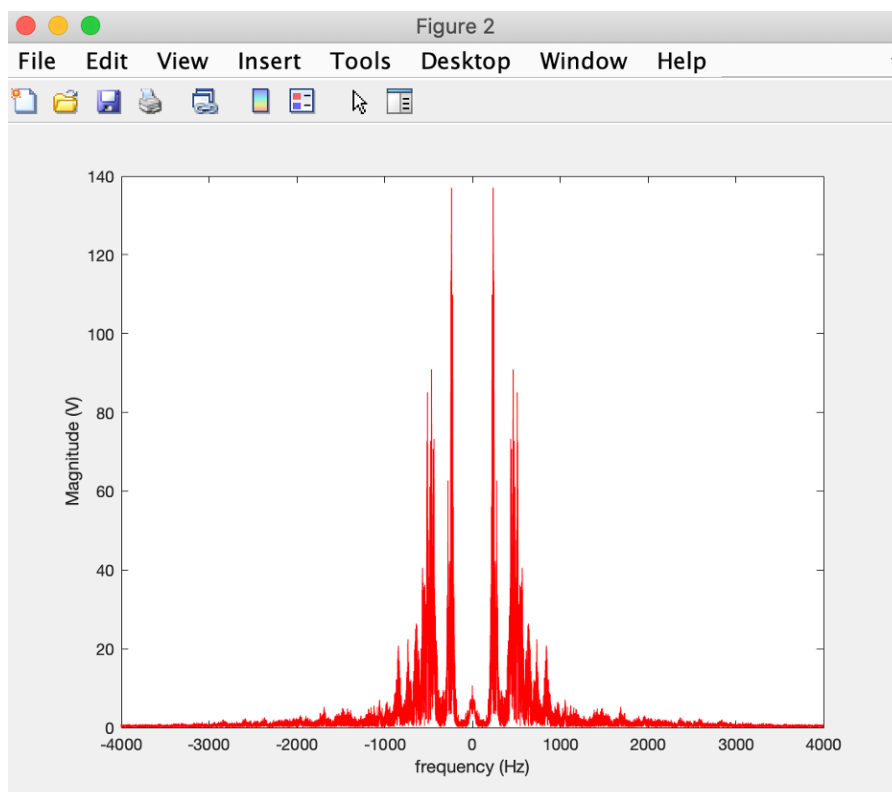 Figure 2
File Edit View Insert Tools Desktop Window Help
140
120
100
80
60
40
20
0
Magnitude (V)
-4000 -3000 -2000 -1000 0 1000 2000 3000 4000
frequency (Hz)